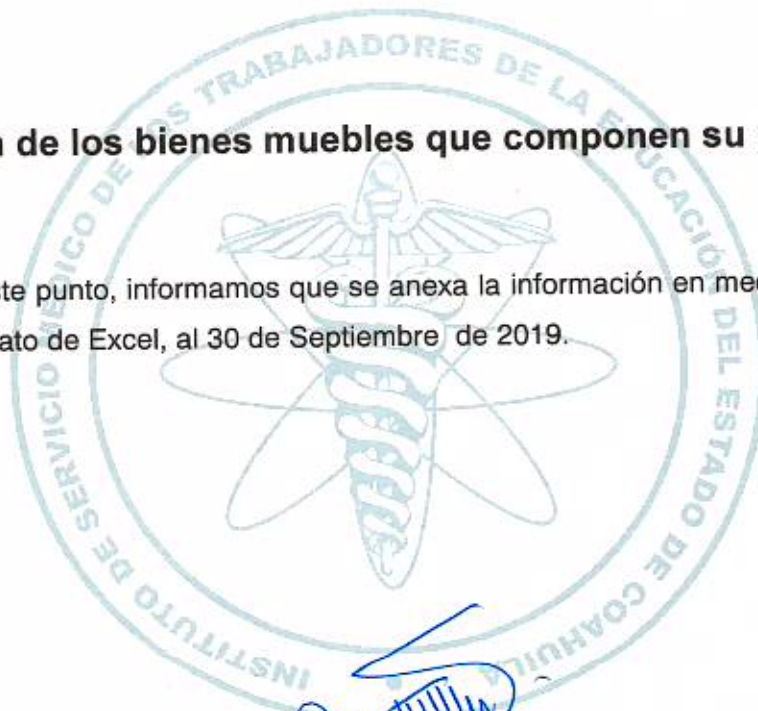 de los bienes muebles que componen su
ste punto, informamos que se anexa la información en me
ato de Excel, al 30 de Septiembre de 2019.
INSTITUTO DE SERVICIO MEDICO DE LOS TRABAJADORES DE LA EDUCACIÓN DEL ESTADO DE COAHUILA